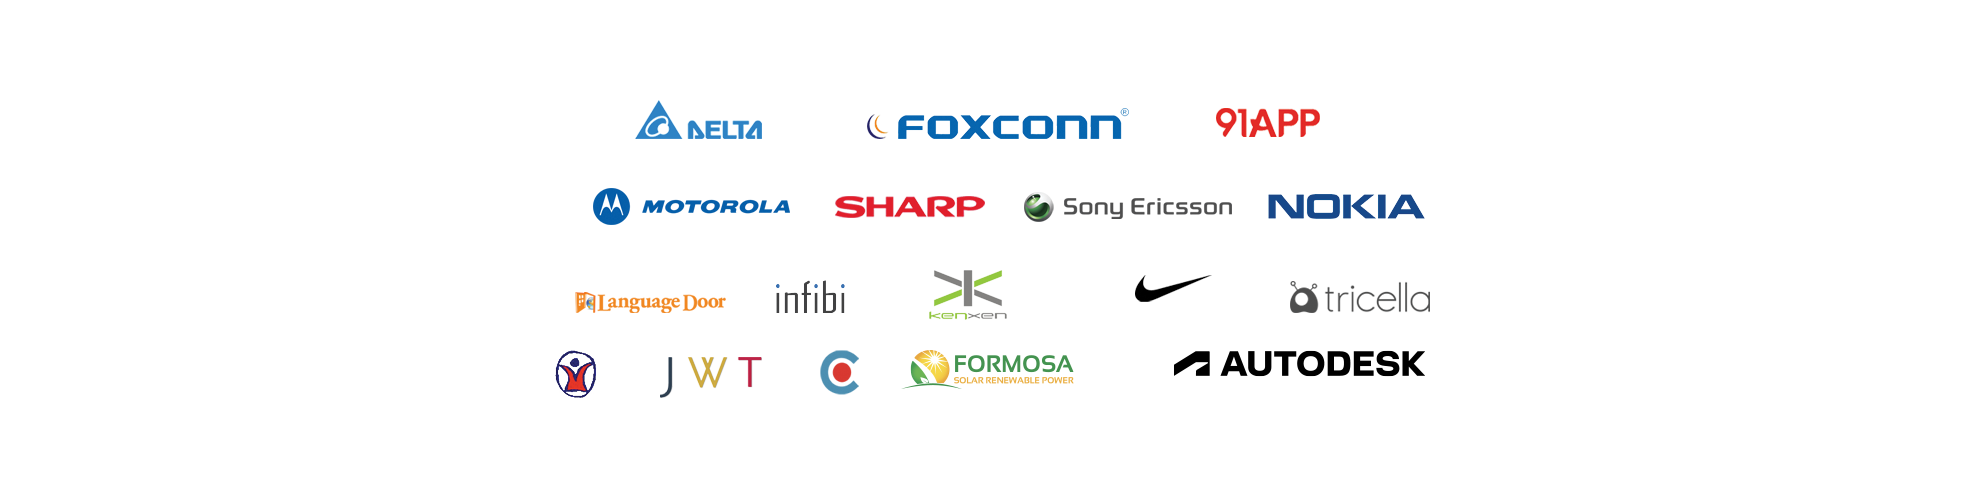 DELTA FOXCONN® 91APP
MOTOROLA SHARP Sony Ericsson NOKIA
Language Door infibi kenxen tricella
JWT FORMOSA AUTODESK
SOLAR RENEWABLE POWER